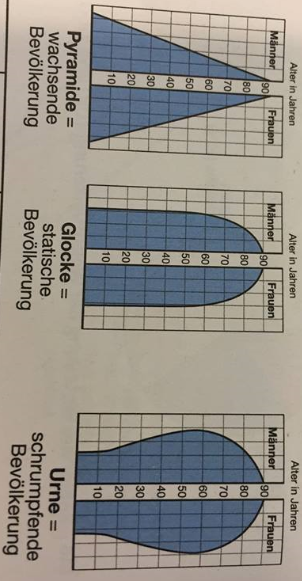 Alter in Jahren
Männer Frauen
90
80
70
60
50
40
30
20
10
Pyramide =
wachsende
Bevölkerung
Alter in Jahren
Männer Frauen
90
80
70
60
50
40
30
20
10
Glocke =
statische
Bevölkerung
Alter in Jahren
Männer Frauen
90
80
70
60
50
40
30
20
10
Urne =
schrumpfende
Bevölkerung